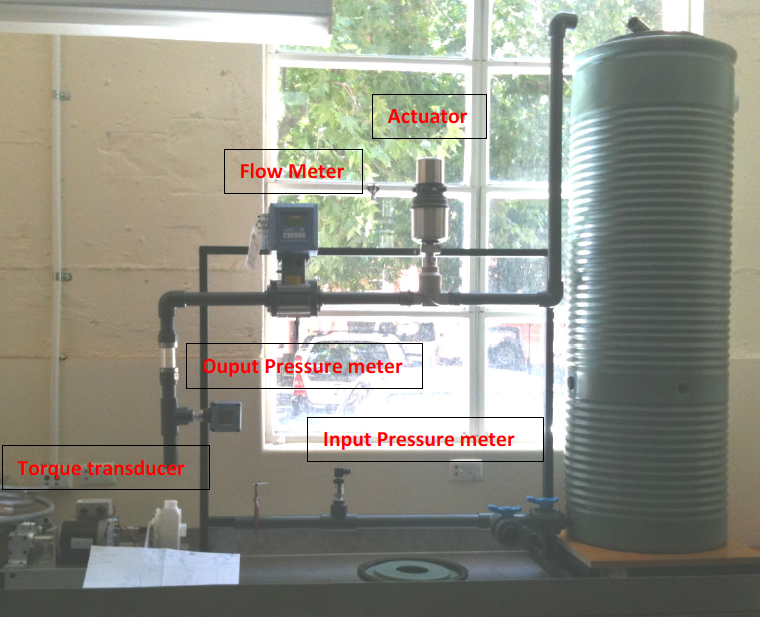 Actuator
Flow Meter
Ouput Pressure meter
Input Pressure meter
Torque transducer